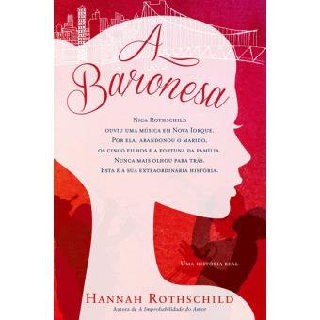 A
Baronesa
Nica Rothschild
ouviu uma música em Nova Iorque.
Por ela, abandonou o marido,
os cinco filhos e a fortuna da família.
Nunca mais olhou para trás.
Esta é a sua extraordinária história.
Uma história real.
Hannah Rothschild
Autora de A Improbabilidade do Amor